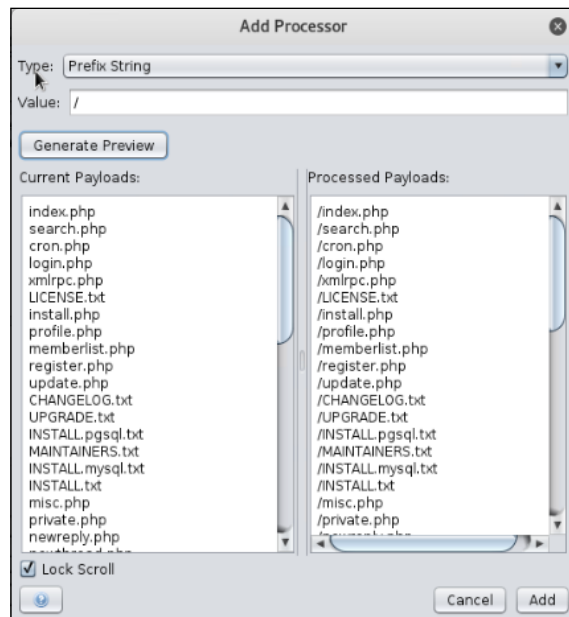 Add Processor
Type: Prefix String
Value: /
Generate Preview
Current Payloads:
index.php
search.php
cron.php
login.php
xmlrpc.php
LICENSE.txt
install.php
profile.php
memberlist.php
register.php
update.php
CHANGELOG.txt
UPGRADE.txt
INSTALL.pgsql.txt
MAINTAINERS.txt
INSTALL.mysql.txt
INSTALL.txt
misc.php
private.php
newreply.php
Processed Payloads:
/index.php
/search.php
/cron.php
/login.php
/xmlrpc.php
/LICENSE.txt
/install.php
/profile.php
/memberlist.php
/register.php
/update.php
/CHANGELOG.txt
/UPGRADE.txt
/INSTALL.pgsql.txt
/MAINTAINERS.txt
/INSTALL.mysql.txt
/INSTALL.txt
/misc.php
/private.php
Lock Scroll
Cancel
Add